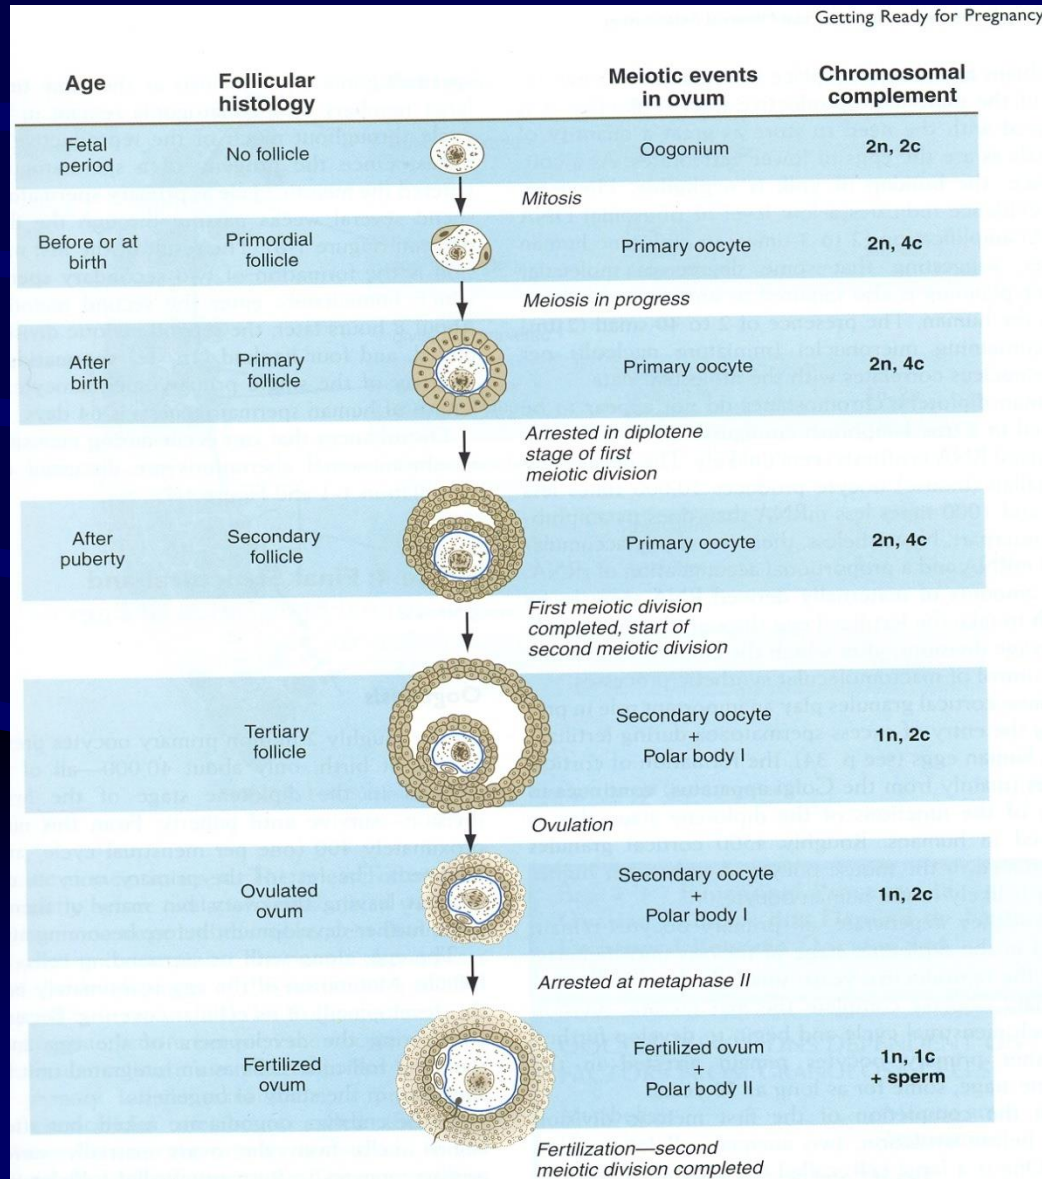 Getting Ready for Pregnancy
Age
Follicular
histology
Meiotic events
in ovum
Chromosomal
complement
Fetal
period
No follicle
Oogonium
2n, 2c
Mitosis
Before or at
birth
Primordial
follicle
Primary oocyte
2n, 4c
Meiosis in progress
After
birth
Primary
follicle
Primary oocyte
2n, 4c
Arrested in diplotene
stage of first
meiotic division
After
puberty
Secondary
follicle
Primary oocyte
2n, 4c
First meiotic division
completed, start of
second meiotic division
Tertiary
follicle
Secondary oocyte
+
Polar body I
1n, 2c
Ovulation
Ovulated
ovum
Secondary oocyte
+
Polar body I
1n, 2c
Arrested at metaphase II
Fertilized
ovum
Fertilized ovum
+
Polar body II
1n, 1c
+ sperm
Fertilization—second
meiotic division completed